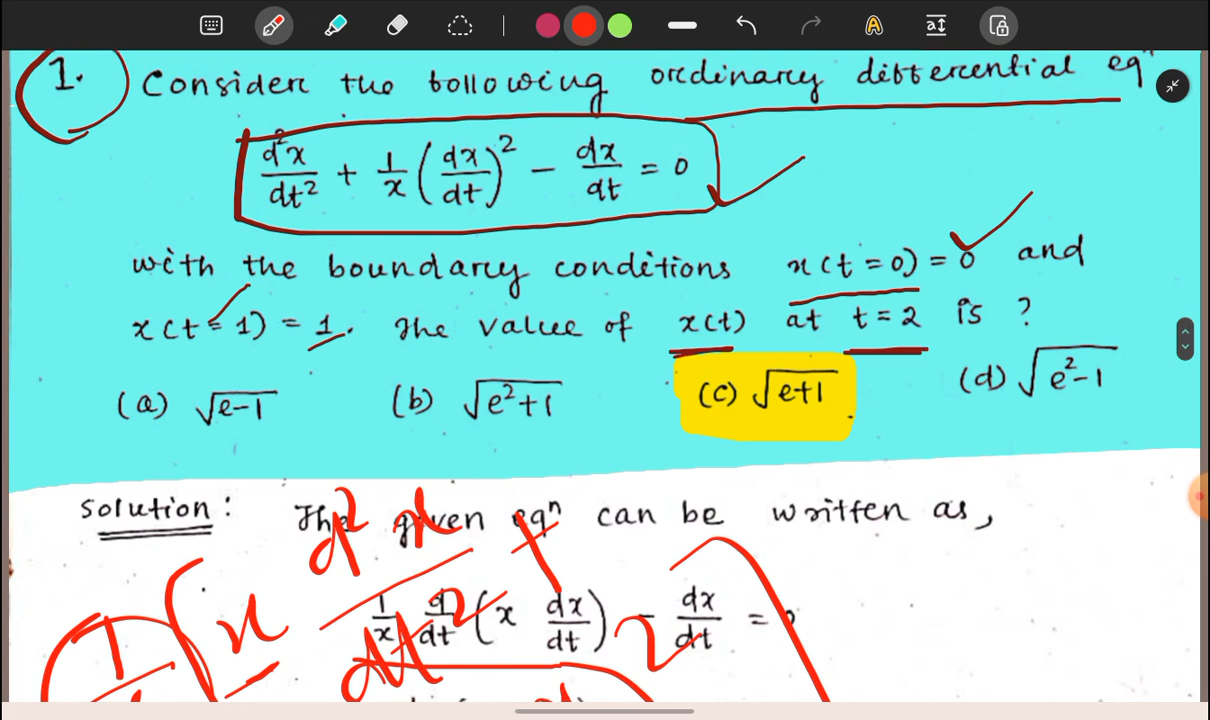 1. Consider the following ordinary differential eqⁿ
d²x/dt² + 1/x (dx/dt)² - dx/dt = 0
with the boundary conditions x(t=0) = 0 and
x(t=1) = 1. The value of x(t) at t=2 is ?
(a) √(e-1) (b) √(e²+1) (c) √(e+1) (d) √(e²-1)
Solution: The given eqⁿ can be written as,
1/x d/dt (x dx/dt) - dx/dt = 0
x d²x/dt² +